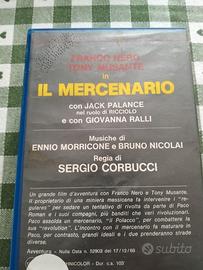 FRANCO NERO
TONY MUSANTE
in
IL MERCENARIO
con JACK PALANCE
nel ruolo di RICCIOLO
e con GIOVANNA RALLI
Musiche di
ENNIO MORRICONE e BRUNO NICOLAI
Regia di
SERGIO CORBUCCI
Un grande film d'avventura con Franco Nero e Tony Musante.
Il proprietario di una miniera messicana fa intervenire i "re-
pulares" per sedare un tentativo di rivolta che vede Paco
Roman e i suoi compagni, più banditi che veri rivoluzionari.
Paco assolda un mercenario, "il Polacco", per combattere la sua
"revolution". L'incontro con il mercenario fa maturare in
Paco, per contrasto, grandi ideali e i due prenderanno strade
diverse.
Avventura - Nulla Osta n. 52903 del 17/12/68
COLOR - Dur. s.a. 103'
subito